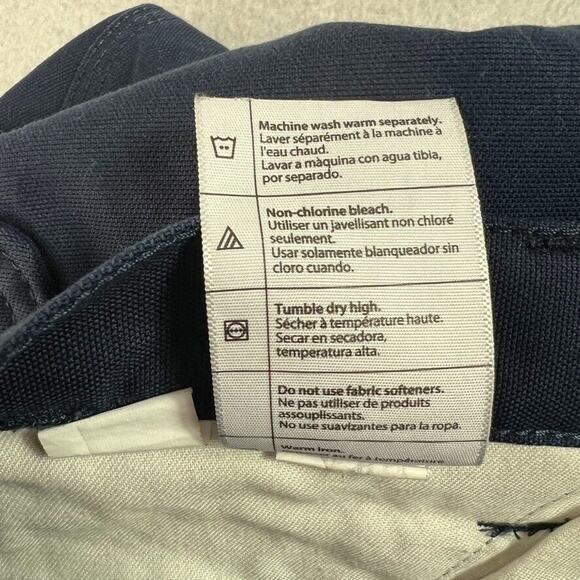 Machine wash warm separately.
Laver séparément à la machine à
l'eau chaud.
Lavar a màquina con agua tibia,
por separado.
Non-chlorine bleach.
Utiliser un javellisant non chloré
seulement.
Usar solamente blanqueador sin
cloro cuando.
Tumble dry high.
Sécher à température haute.
Secar en secadora,
temperatura alta.
Do not use fabric softeners.
Ne pas utiliser de produits
assouplissants.
No use suavizantes para la ropa.
Warm iron.
au fer à température